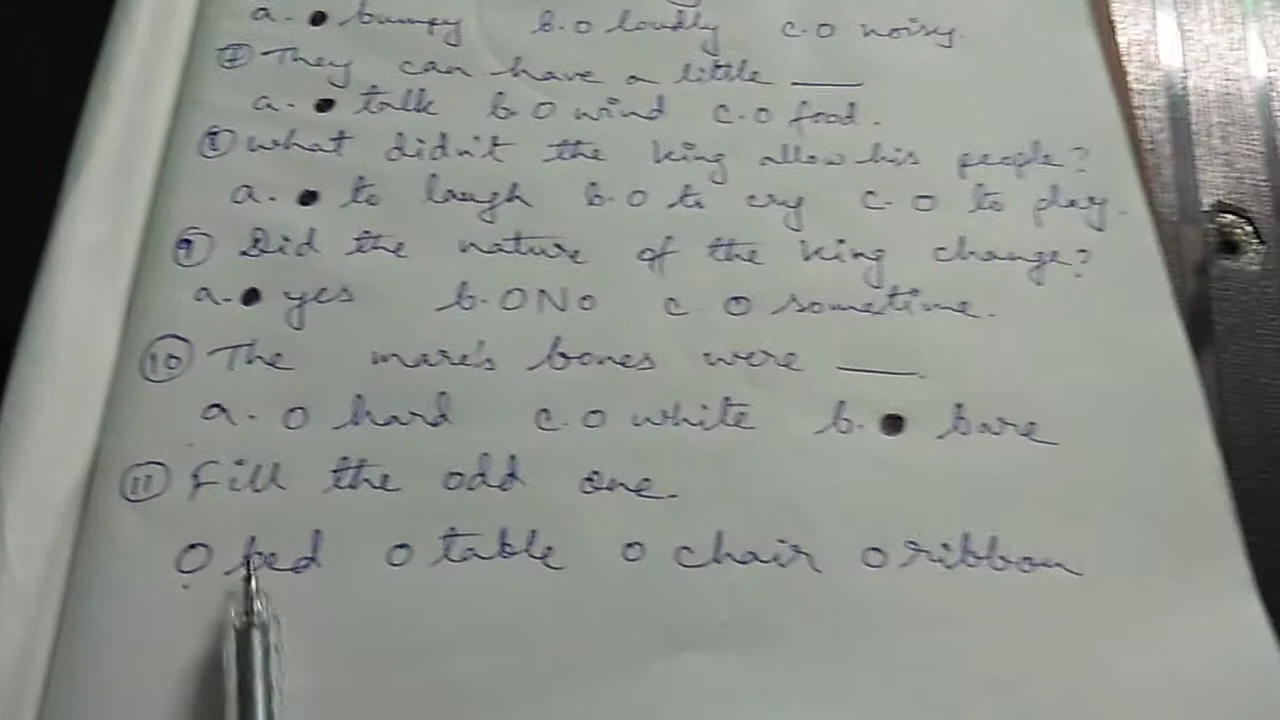 a. ● bumpy b. O loudly c. O noisy.
⑦ They can have a little ___
a. ● talk b. O wind c. O food.
⑧ what didn't the king allow his people?
a. ● to laugh b. O to cry c. O to play.
⑨ Did the nature of the king change?
a. ● yes b. O NO c. O sometime.
⑩ The mare's bones were ___.
a. O hard c. O white b. ● bare
⑪ Fill the odd one.
O bed O table O chair O ribbon